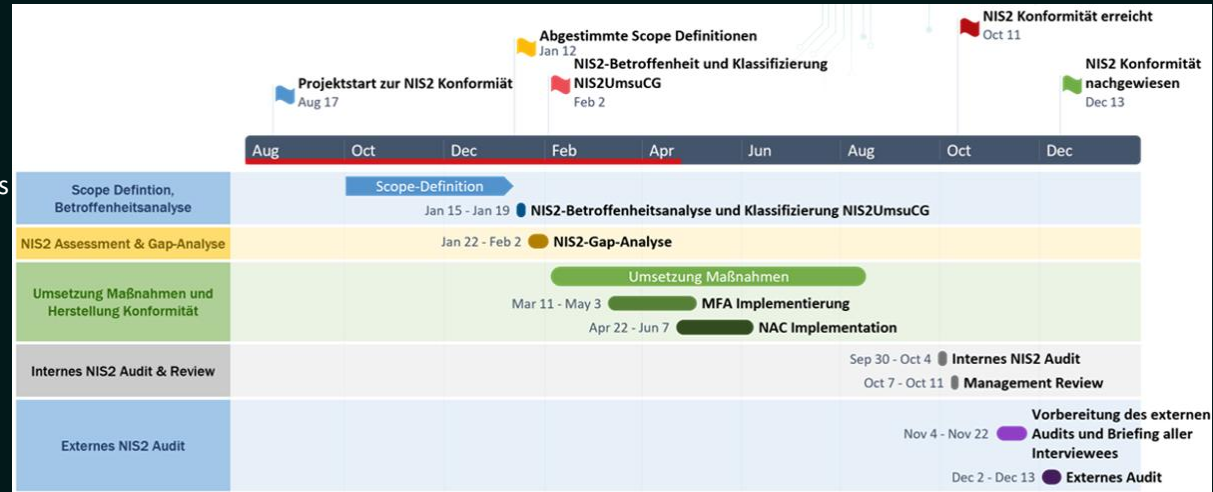 NIS2 Konformität erreicht
Oct 11
Abgestimmte Scope Definitionen
Jan 12
NIS2-Betroffenheit und Klassifizierung
NIS2UmsuCG
Feb 2
NIS2 Konformität
nachgewiesen
Dec 13
Projektstart zur NIS2 Konformiät
Aug 17
Aug Oct Dec Feb Apr Jun Aug Oct Dec
s
Scope Defintion,
Betroffenheitsanalyse
Scope-Definition
Jan 15 - Jan 19 NIS2-Betroffenheitsanalyse und Klassifizierung NIS2UmsuCG
NIS2 Assessment & Gap-Analyse
Jan 22 - Feb 2 NIS2-Gap-Analyse
Umsetzung Maßnahmen und
Herstellung Konformität
Umsetzung Maßnahmen
Mar 11 - May 3 MFA Implementierung
Apr 22 - Jun 7 NAC Implementation
Internes NIS2 Audit & Review
Sep 30 - Oct 4 Internes NIS2 Audit
Oct 7 - Oct 11 Management Review
Externes NIS2 Audit
Nov 4 - Nov 22
Vorbereitung des externen
Audits und Briefing aller
Interviewees
Dec 2 - Dec 13 Externes Audit